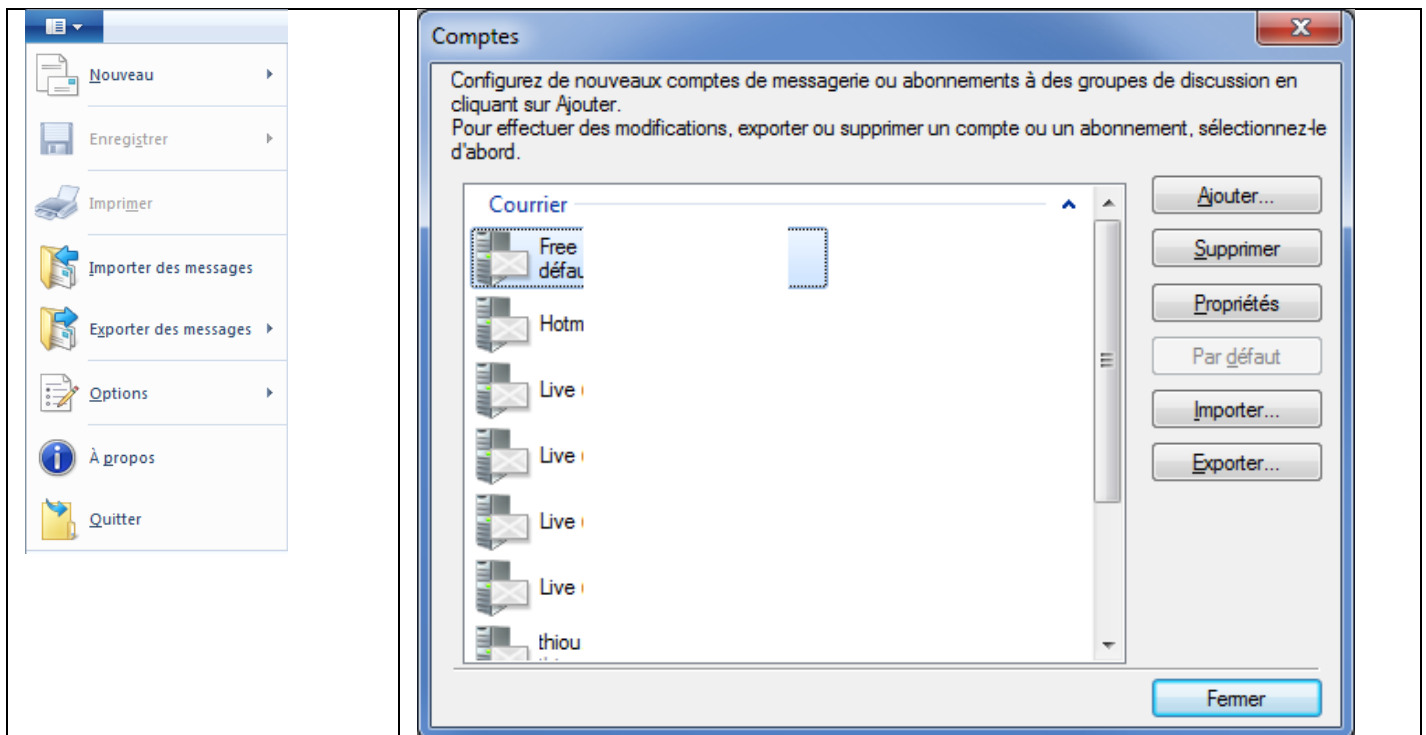 Nouveau
Enregistrer
Imprimer
Importer des messages
Exporter des messages
Options
À propos
Quitter
Comptes
Configurez de nouveaux comptes de messagerie ou abonnements à des groupes de discussion en
cliquant sur Ajouter.
Pour effectuer des modifications, exporter ou supprimer un compte ou un abonnement, sélectionnez-le
d'abord.
Courrier
Free
défau
Hotm
Live
Live
Live
Live
thiou
Ajouter...
Supprimer
Propriétés
Par défaut
Importer...
Exporter...
Fermer